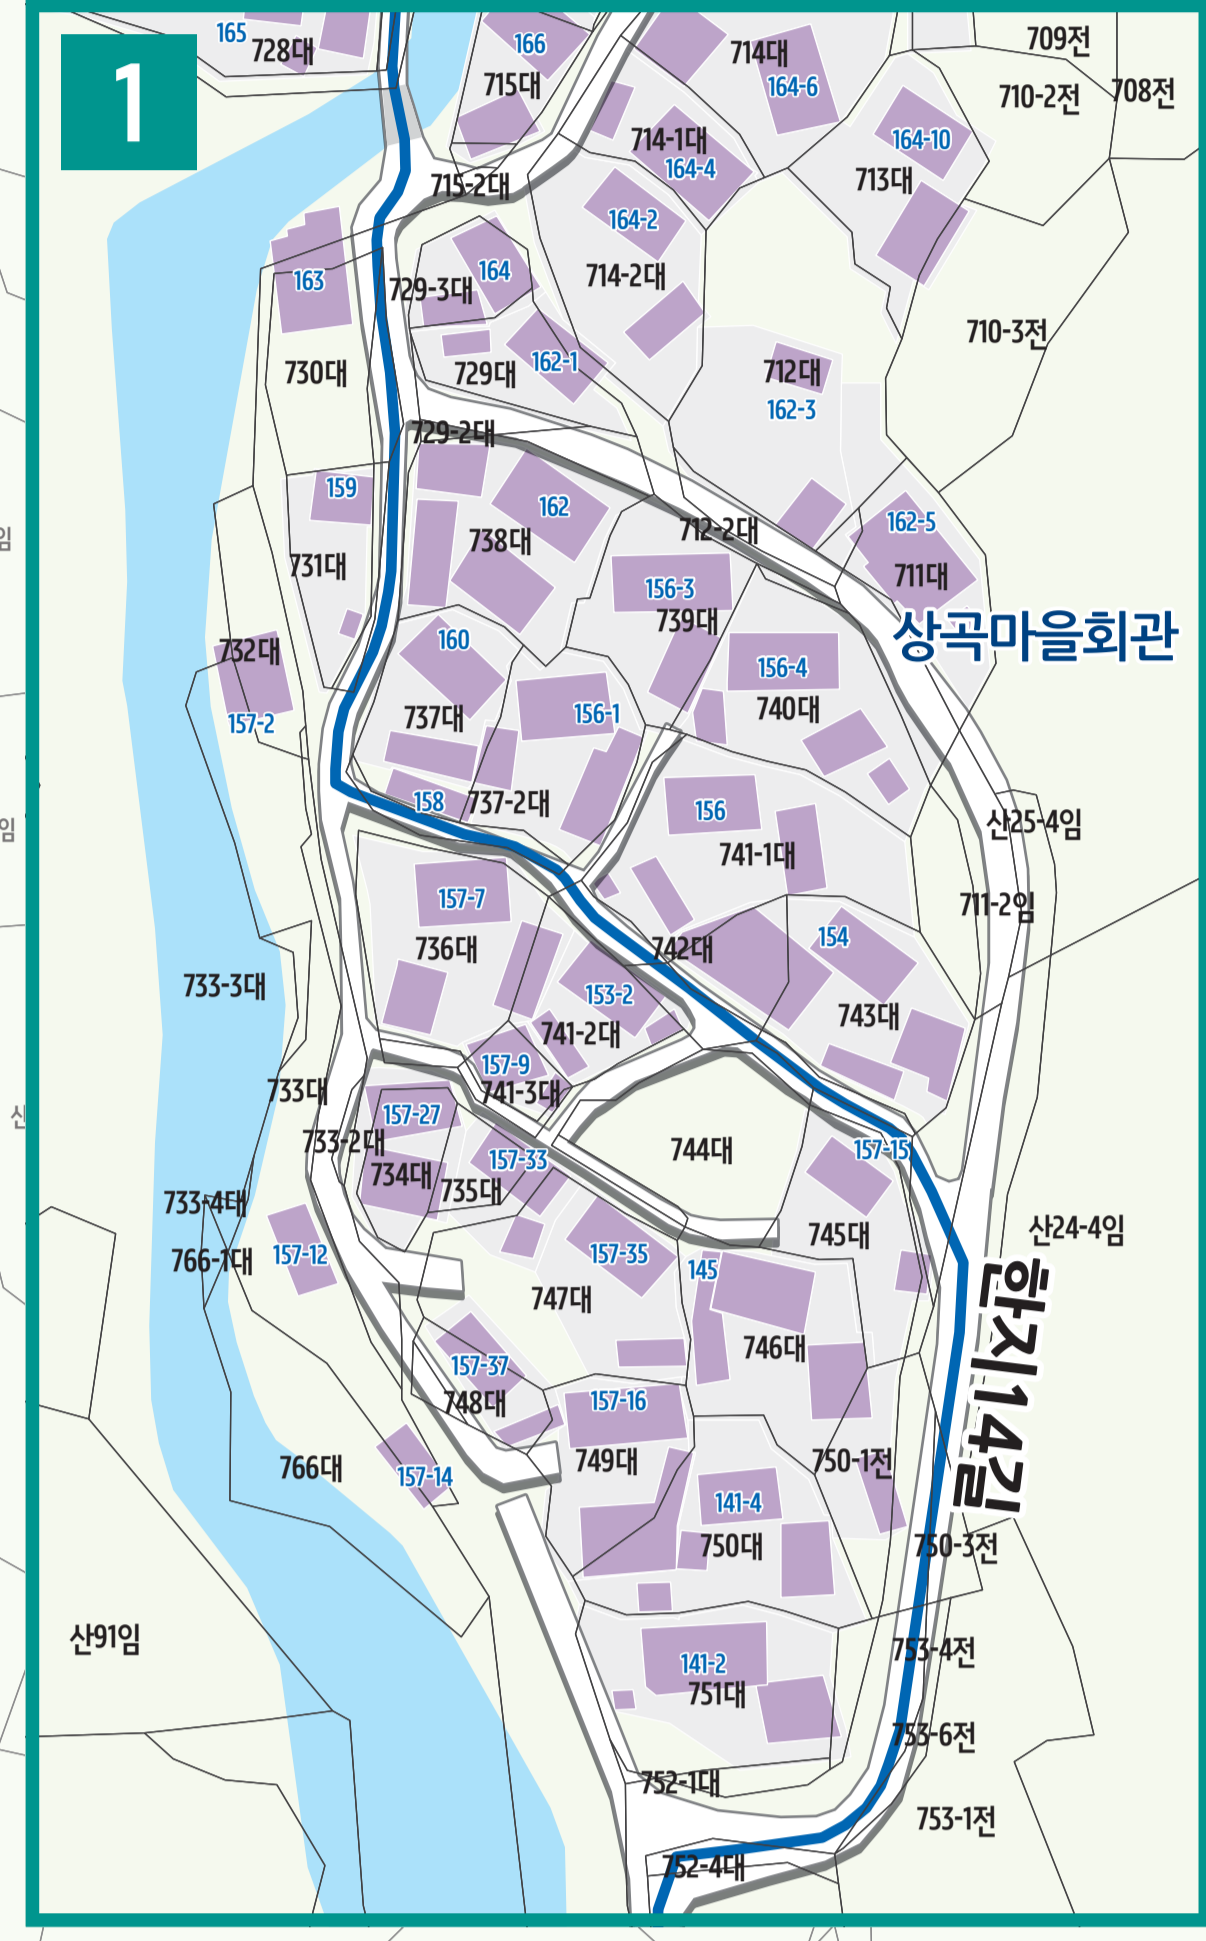 1
165
728대
166
715대
714대
164-6
709전
710-2전
708전
714-1대
164-4
164-10
713대
715-2대
164-2
714-2대
163
729-3대
164
710-3전
730대
729대
162-1
712대
162-3
729-2대
159
162
738대
712-2대
162-5
711대
임
731대
156-3
739대
상곡마을회관
732대
160
156-4
157-2
737대
156-1
740대
158
737-2대
156
산25-4임
임
741-1대
157-7
711-2임
736대
742대
154
733-3대
153-2
743대
741-2대
157-9
733대
741-3대
산
157-27
733-2대
744대
157-15
734대
157-33
735대
733-4대
745대
산24-4임
766-1대
157-12
157-35
145
747대
한지14길
746대
157-37
748대
157-16
766대
157-14
749대
750-1전
141-4
750대
750-3전
산91임
753-4전
141-2
751대
753-6전
752-1대
753-1전
752-4대